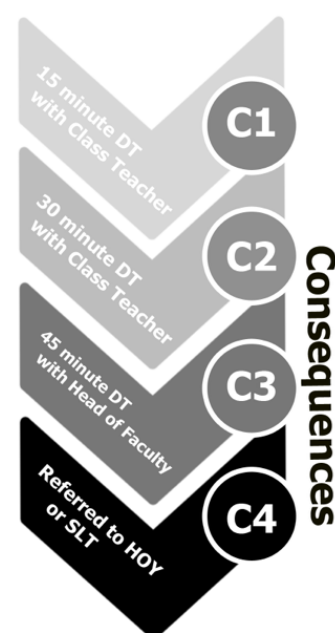 15 minute DT
with Class Teacher
C1
30 minute DT
with Class Teacher
C2
45 minute DT
with Head of Faculty
C3
Referred to HOY
or SLT
C4
Consequences